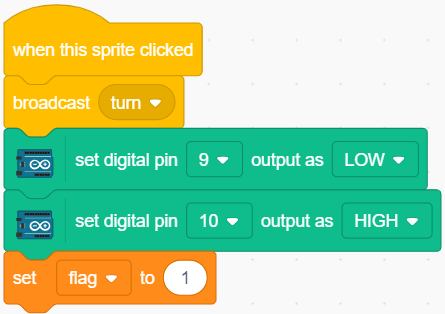 when this sprite clicked
broadcast turn
set digital pin 9 output as LOW
set digital pin 10 output as HIGH
set flag to 1